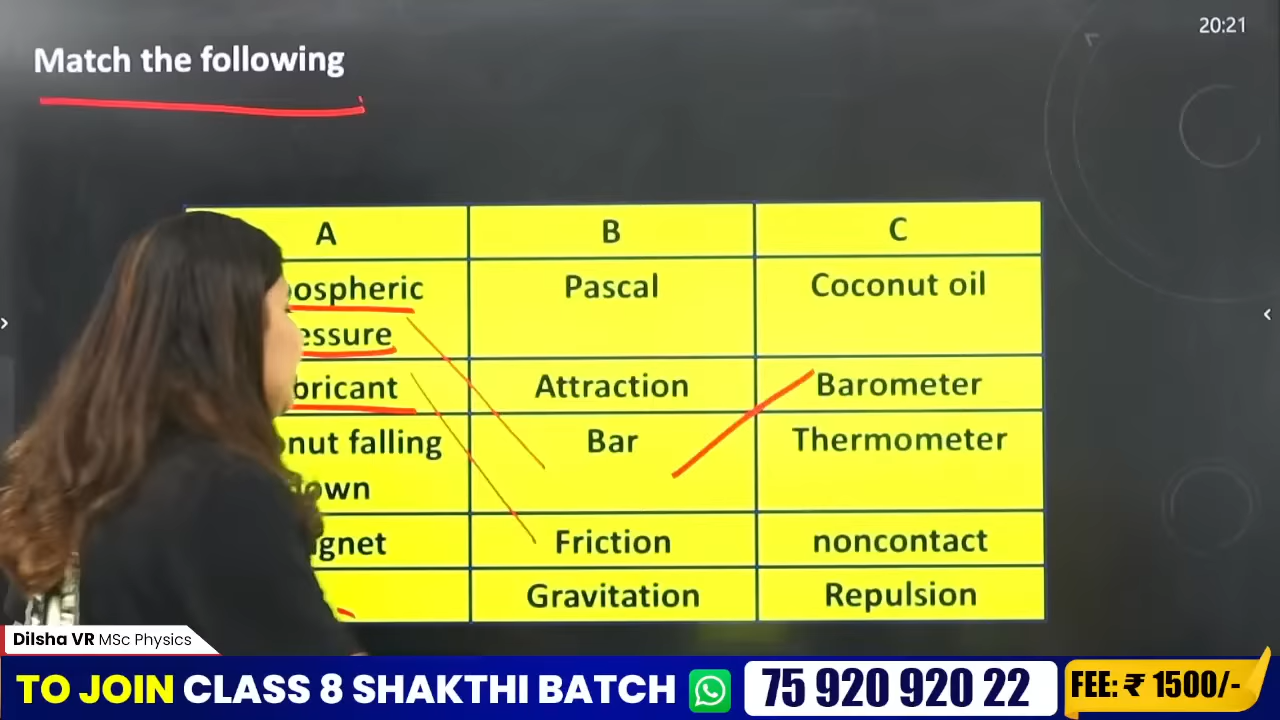 20:21
Match the following
A B C
ospheric Pascal Coconut oil
essure
bricant Attraction Barometer
nut falling Bar Thermometer
own
gnet Friction noncontact
Gravitation Repulsion
Dilsha VR MSc Physics
TO JOIN CLASS 8 SHAKTHI BATCH 75 920 920 22 FEE: ₹ 1500/-